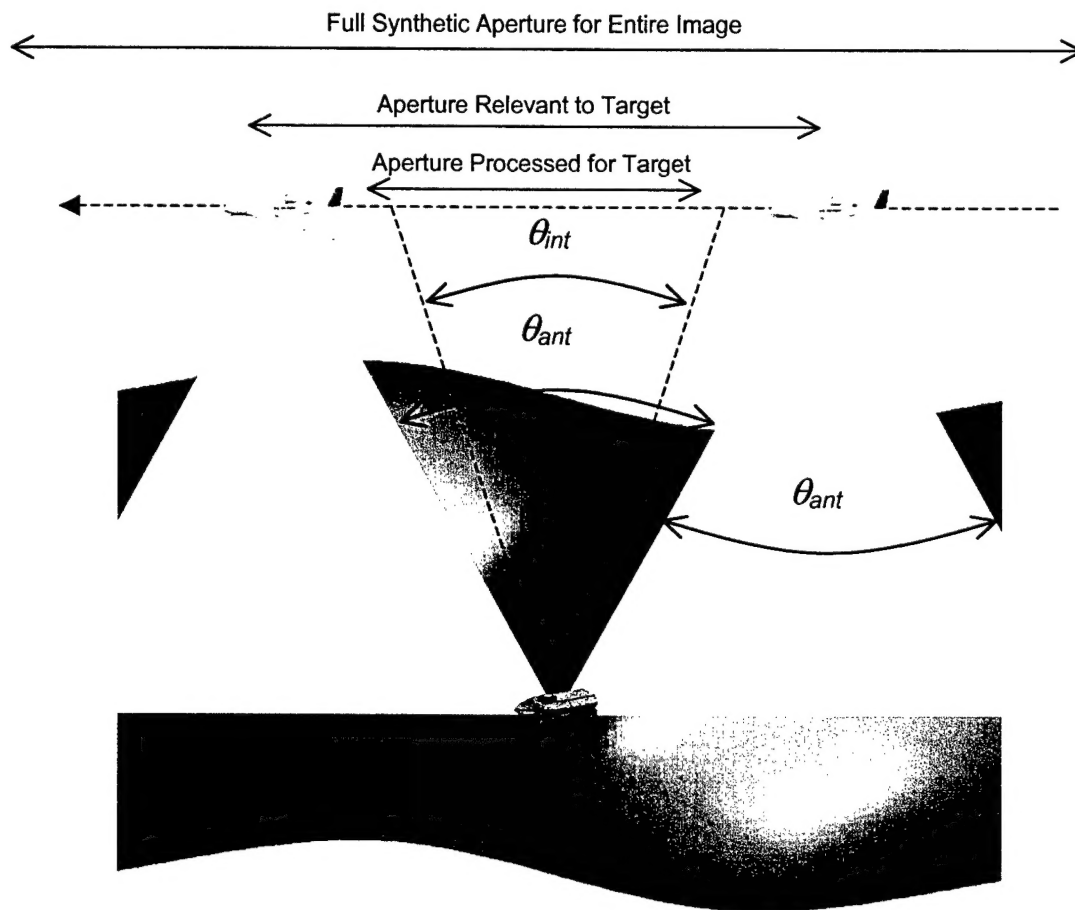 Full Synthetic Aperture for Entire Image
Aperture Relevant to Target
Aperture Processed for Target
θint
θant
θant